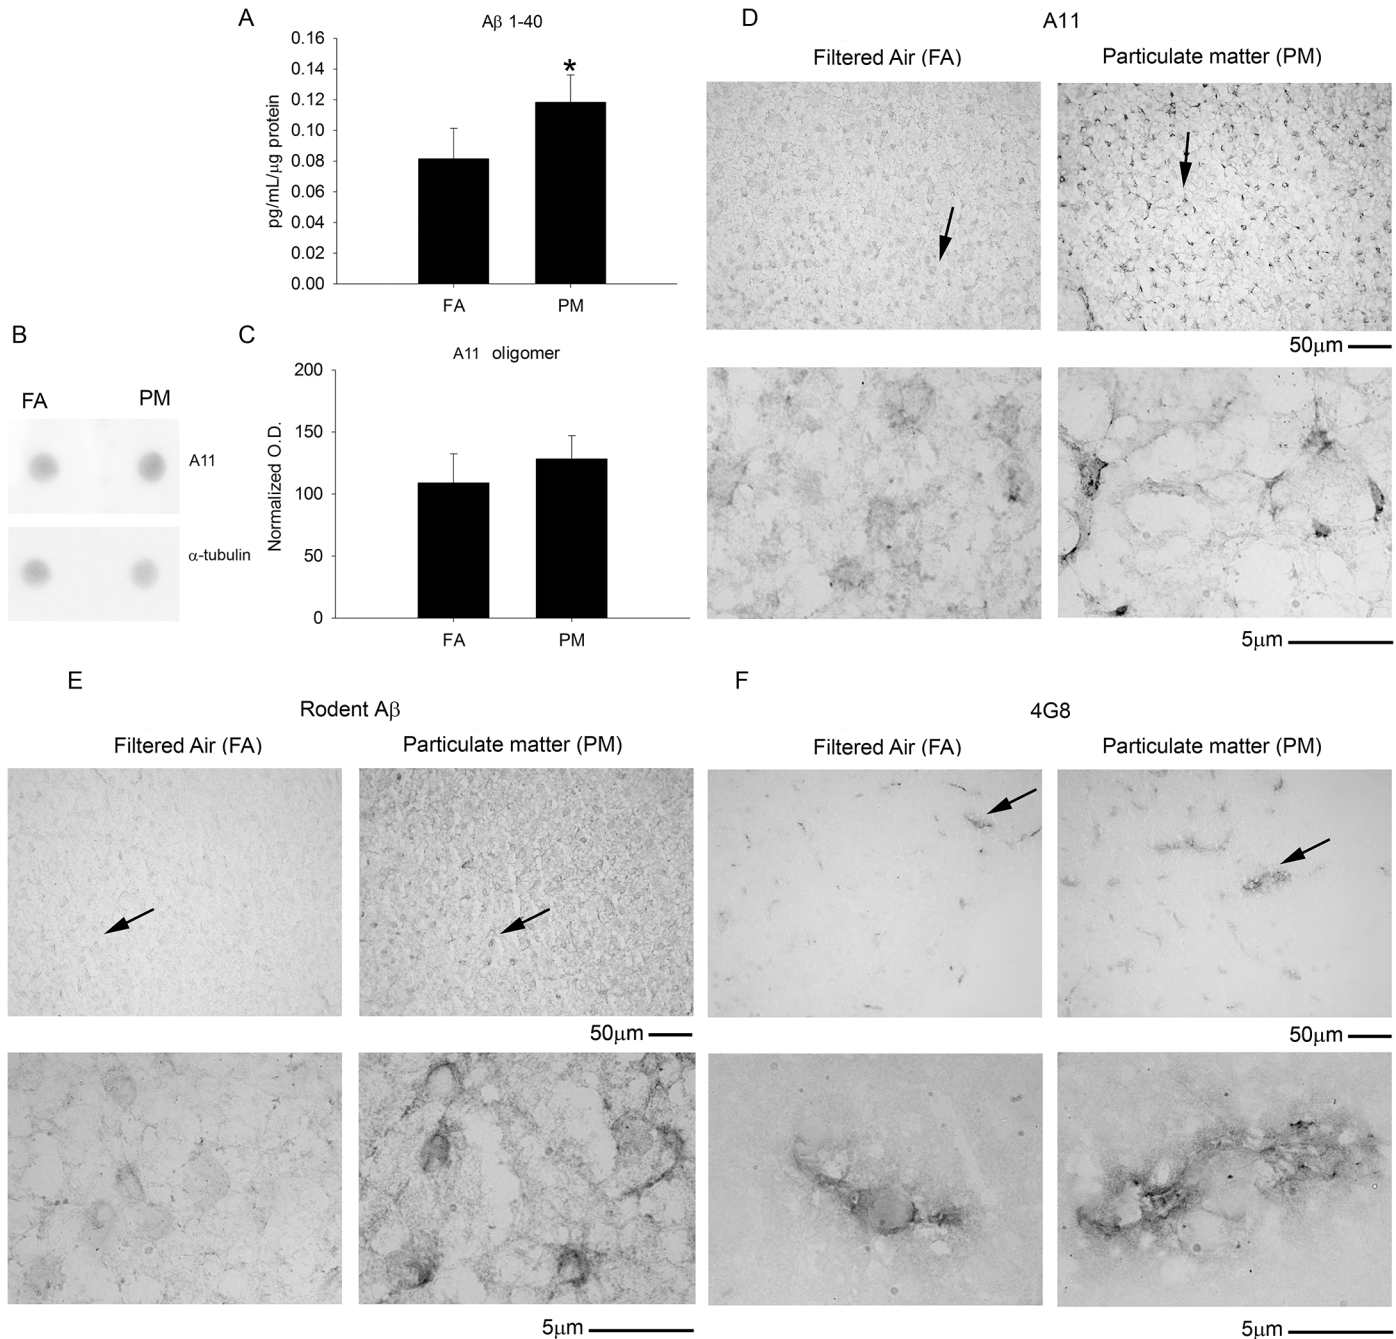 A
Aβ 1-40
0.16
0.14
0.12
0.10
0.08
0.06
0.04
0.02
0.00
pg/mL/μg protein
*
FA PM
B
FA PM
A11
α-tubulin
C
A11 oligomer
200
150
100
50
0
Normalized O.D.
FA PM
D
A11
Filtered Air (FA) Particulate matter (PM)
50μm
5μm
E
Rodent Aβ
Filtered Air (FA) Particulate matter (PM)
50μm
5μm
F
4G8
Filtered Air (FA) Particulate matter (PM)
50μm
5μm